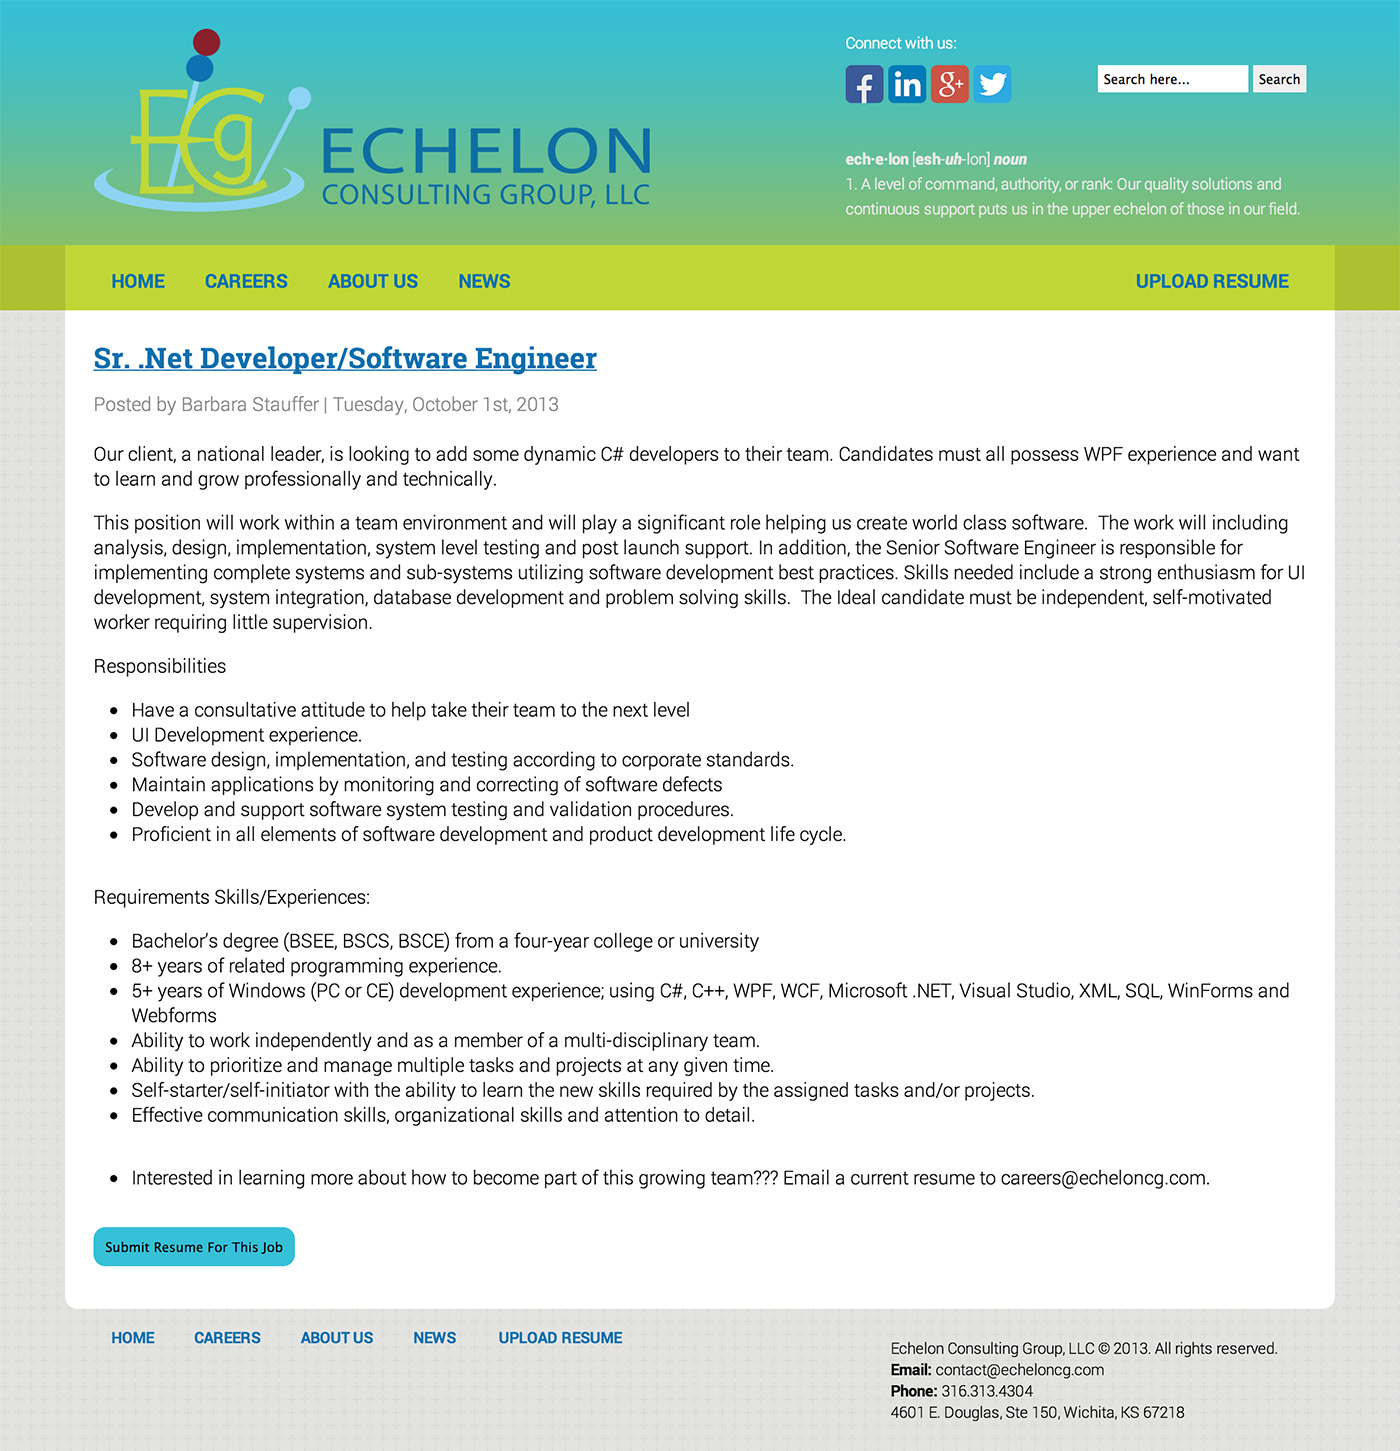 ECg
ECHELON
CONSULTING GROUP, LLC
Connect with us:
f in g+
Search here... Search
ech·e·lon [esh-uh-lon] noun
1. A level of command, authority, or rank: Our quality solutions and
continuous support puts us in the upper echelon of those in our field.
HOME CAREERS ABOUT US NEWS UPLOAD RESUME
Sr. .Net Developer/Software Engineer
Posted by Barbara Stauffer | Tuesday, October 1st, 2013
Our client, a national leader, is looking to add some dynamic C# developers to their team. Candidates must all possess WPF experience and want
to learn and grow professionally and technically.
This position will work within a team environment and will play a significant role helping us create world class software.  The work will including
analysis, design, implementation, system level testing and post launch support. In addition, the Senior Software Engineer is responsible for
implementing complete systems and sub-systems utilizing software development best practices. Skills needed include a strong enthusiasm for UI
development, system integration, database development and problem solving skills.  The Ideal candidate must be independent, self-motivated
worker requiring little supervision.
Responsibilities
• Have a consultative attitude to help take their team to the next level
• UI Development experience.
• Software design, implementation, and testing according to corporate standards.
• Maintain applications by monitoring and correcting of software defects
• Develop and support software system testing and validation procedures.
• Proficient in all elements of software development and product development life cycle.
Requirements Skills/Experiences:
• Bachelor's degree (BSEE, BSCS, BSCE) from a four-year college or university
• 8+ years of related programming experience.
• 5+ years of Windows (PC or CE) development experience; using C#, C++, WPF, WCF, Microsoft .NET, Visual Studio, XML, SQL, WinForms and
Webforms
• Ability to work independently and as a member of a multi-disciplinary team.
• Ability to prioritize and manage multiple tasks and projects at any given time.
• Self-starter/self-initiator with the ability to learn the new skills required by the assigned tasks and/or projects.
• Effective communication skills, organizational skills and attention to detail.
• Interested in learning more about how to become part of this growing team??? Email a current resume to careers@echeloncg.com.
Submit Resume For This Job
HOME CAREERS ABOUT US NEWS UPLOAD RESUME
Echelon Consulting Group, LLC © 2013. All rights reserved.
Email: contact@echeloncg.com
Phone: 316.313.4304
4601 E. Douglas, Ste 150, Wichita, KS 67218